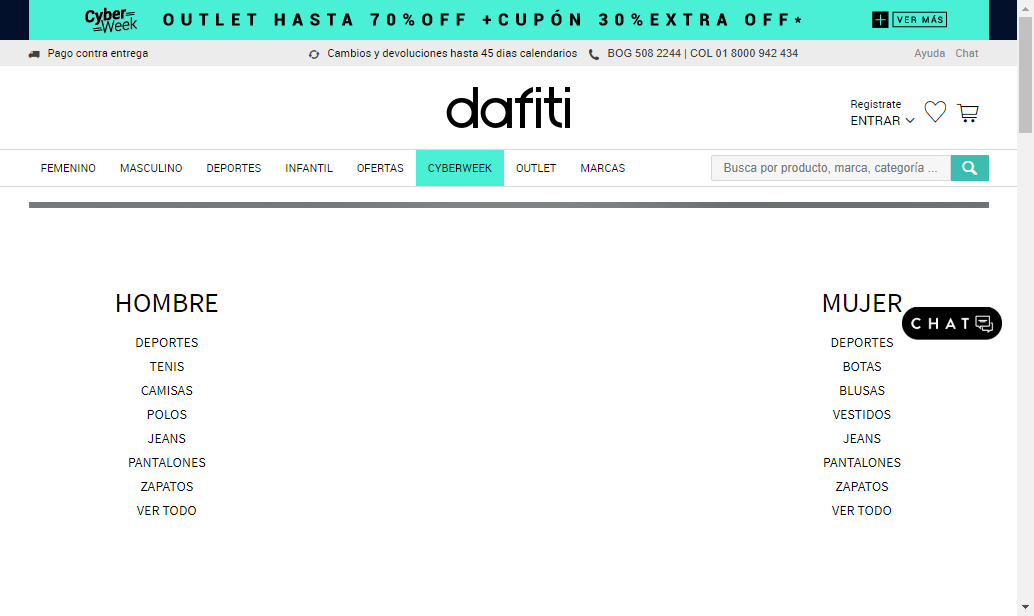 Cyber Week OUTLET HASTA 70%OFF +CUPÓN 30%EXTRA OFF* VER MÁS
Pago contra entrega Cambios y devoluciones hasta 45 dias calendarios BOG 508 2244 | COL 01 8000 942 434 Ayuda Chat
dafiti
Registrate
ENTRAR
FEMENINO MASCULINO DEPORTES INFANTIL OFERTAS CYBERWEEK OUTLET MARCAS Busca por producto, marca, categoría ...
HOMBRE
DEPORTES
TENIS
CAMISAS
POLOS
JEANS
PANTALONES
ZAPATOS
VER TODO
MUJER
DEPORTES
BOTAS
BLUSAS
VESTIDOS
JEANS
PANTALONES
ZAPATOS
VER TODO
CHAT